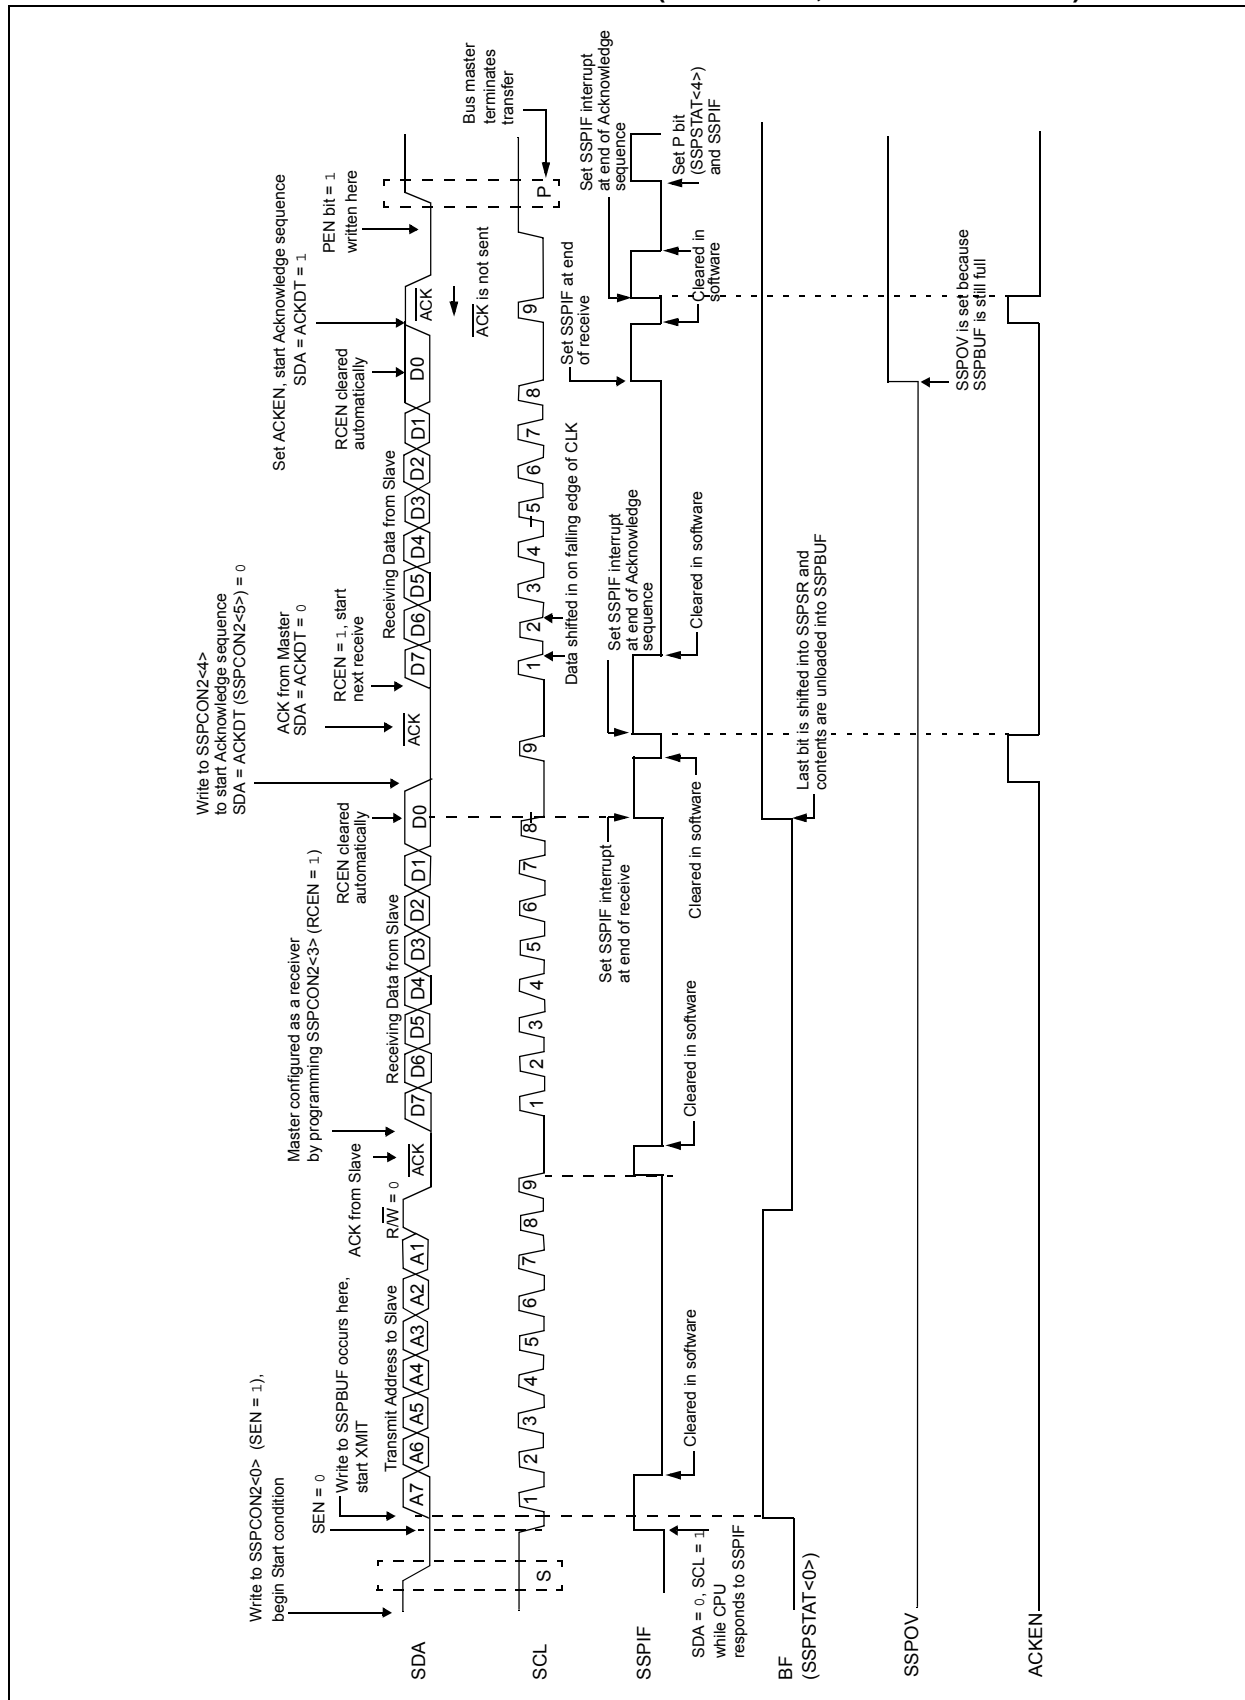 Write to SSPCON2<0> (SEN = 1),
begin Start condition
SEN = 0
Write to SSPBUF occurs here,
start XMIT
Transmit Address to Slave
ACK from Slave
R/W = 0
Master configured as a receiver
by programming SSPCON2<3> (RCEN = 1)
Receiving Data from Slave
RCEN cleared
automatically
Write to SSPCON2<4>
to start Acknowledge sequence
SDA = ACKDT (SSPCON2<5>) = 0
ACK from Master
SDA = ACKDT = 0
RCEN = 1, start
next receive
Receiving Data from Slave
RCEN cleared
automatically
Set ACKEN, start Acknowledge sequence
SDA = ACKDT = 1
PEN bit = 1
written here
SDA
A7 A6 A5 A4 A3 A2 A1
ACK
D7 D6 D5 D4 D3 D2 D1 D0
ACK
D7 D6 D5 D4 D3 D2 D1 D0
ACK
ACK is not sent
Bus master
terminates
transfer
SCL
S
1 2 3 4 5 6 7 8 9
1 2 3 4 5 6 7 8 9
1 2 3 4 5 6 7 8 9
P
Data shifted in on falling edge of CLK
Set SSPIF interrupt
at end of receive
Set SSPIF interrupt
at end of Acknowledge
sequence
Set SSPIF at end
of receive
Set SSPIF interrupt
at end of Acknowledge
sequence
SSPIF
SDA = 0, SCL = 1
while CPU
responds to SSPIF
Cleared in software
Cleared in software
Cleared in software
Cleared in software
Cleared in
software
Set P bit
(SSPSTAT<4>)
and SSPIF
BF
(SSPSTAT<0>)
Last bit is shifted into SSPSR and
contents are unloaded into SSPBUF
SSPOV
SSPOV is set because
SSPBUF is still full
ACKEN